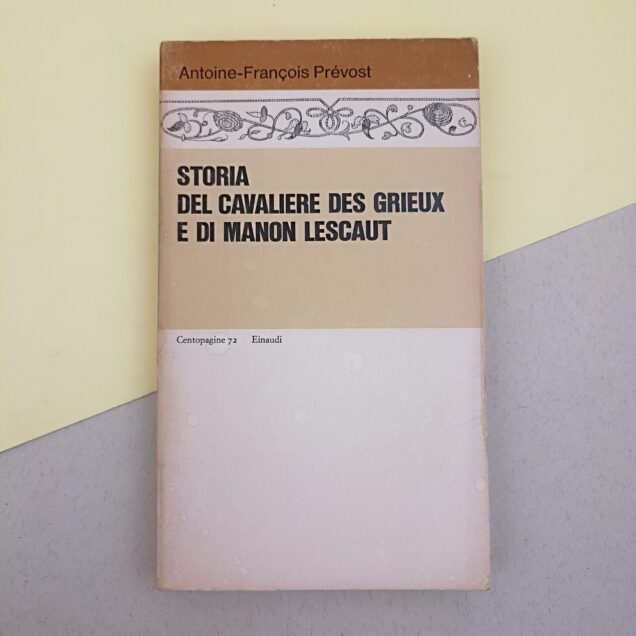 Antoine-François Prévost
STORIA
DEL CAVALIERE DES GRIEUX
E DI MANON LESCAUT
Centopagine 72 Einaudi